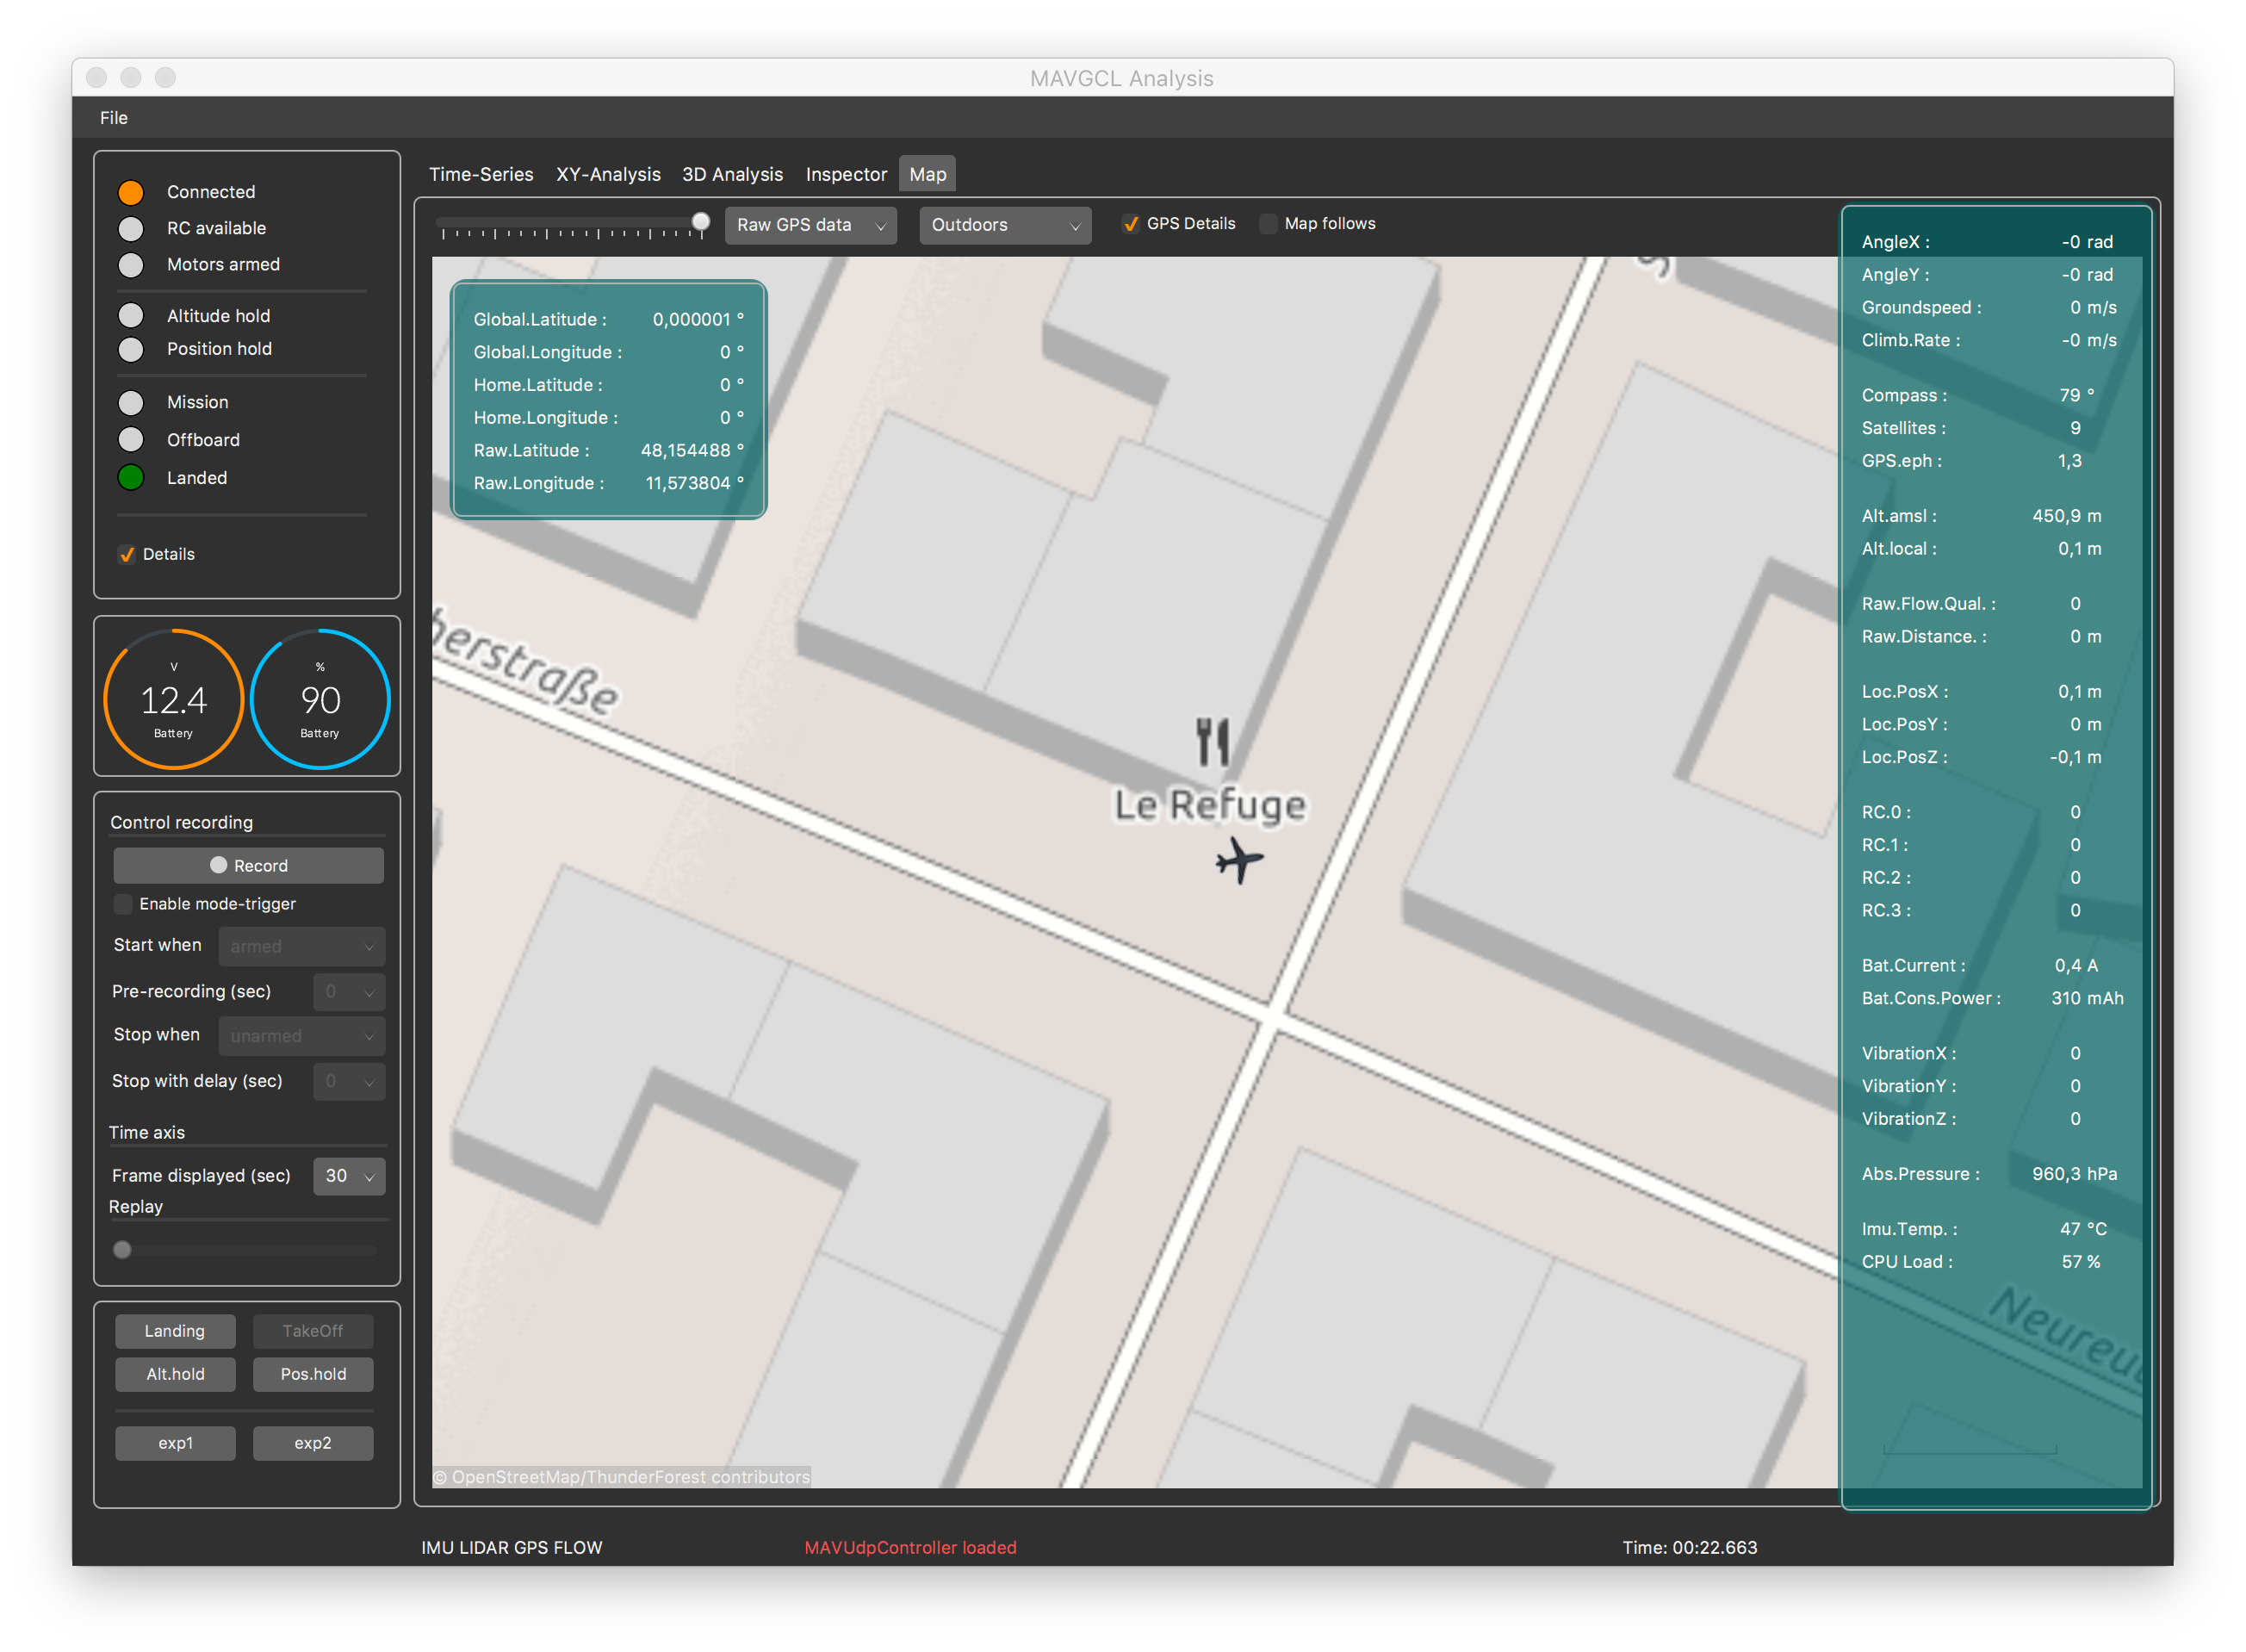 MAVGCL Analysis
File
Connected
RC available
Motors armed
Altitude hold
Position hold
Mission
Offboard
Landed
Details
V
12.4
Battery
%
90
Battery
Control recording
Record
Enable mode-trigger
Start when armed
Pre-recording (sec) 0
Stop when unarmed
Stop with delay (sec) 0
Time axis
Frame displayed (sec) 30
Replay
Landing TakeOff
Alt.hold Pos.hold
exp1 exp2
Time-Series XY-Analysis 3D Analysis Inspector Map
Raw GPS data Outdoors GPS Details Map follows
Global.Latitude : 0,000001 °
Global.Longitude : 0 °
Home.Latitude : 0 °
Home.Longitude : 0 °
Raw.Latitude : 48,154488 °
Raw.Longitude : 11,573804 °
Le Refuge
© OpenStreetMap/ThunderForest contributors
AngleX : -0 rad
AngleY : -0 rad
Groundspeed : 0 m/s
Climb.Rate : -0 m/s
Compass : 79 °
Satellites : 9
GPS.eph : 1,3
Alt.amsl : 450,9 m
Alt.local : 0,1 m
Raw.Flow.Qual. : 0
Raw.Distance. : 0 m
Loc.PosX : 0,1 m
Loc.PosY : 0 m
Loc.PosZ : -0,1 m
RC.0 : 0
RC.1 : 0
RC.2 : 0
RC.3 : 0
Bat.Current : 0,4 A
Bat.Cons.Power : 310 mAh
VibrationX : 0
VibrationY : 0
VibrationZ : 0
Abs.Pressure : 960,3 hPa
Imu.Temp. : 47 °C
CPU Load : 57 %
IMU LIDAR GPS FLOW
MAVUdpController loaded
Time: 00:22.663